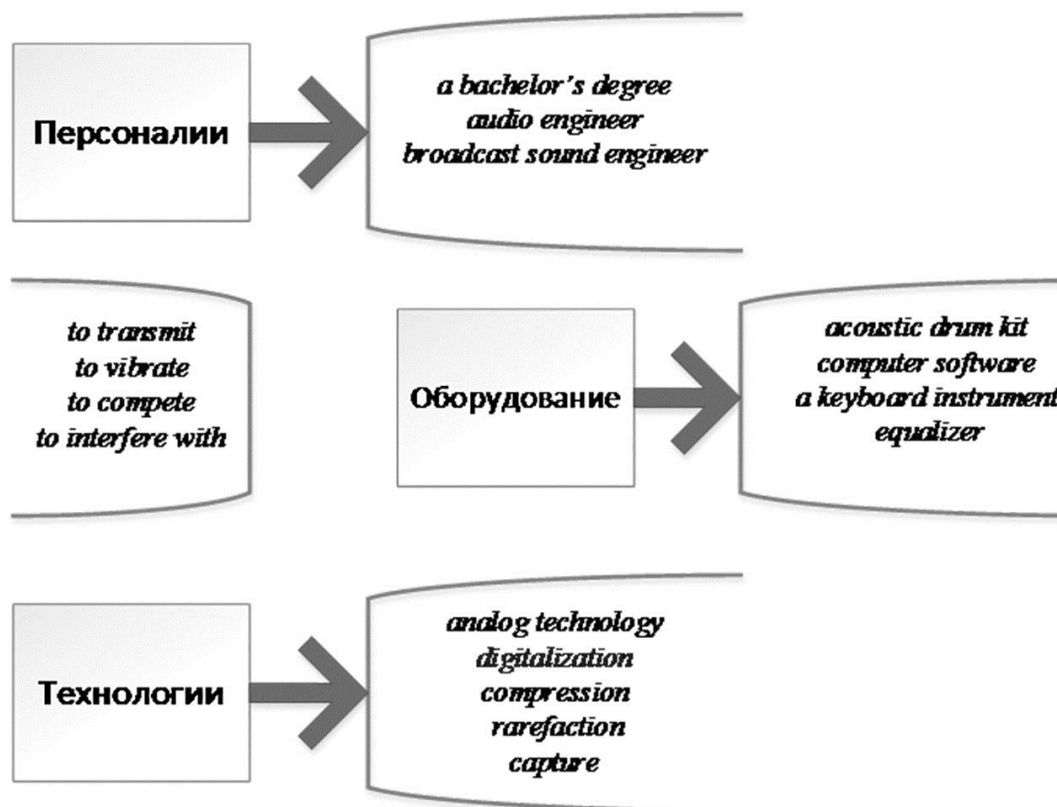 Персоналии
a bachelor's degree
audio engineer
broadcast sound engineer
to transmit
to vibrate
to compete
to interfere with
Оборудование
acoustic drum kit
computer software
a keyboard instrument
equalizer
Технологии
analog technology
digitalization
compression
rarefaction
capture